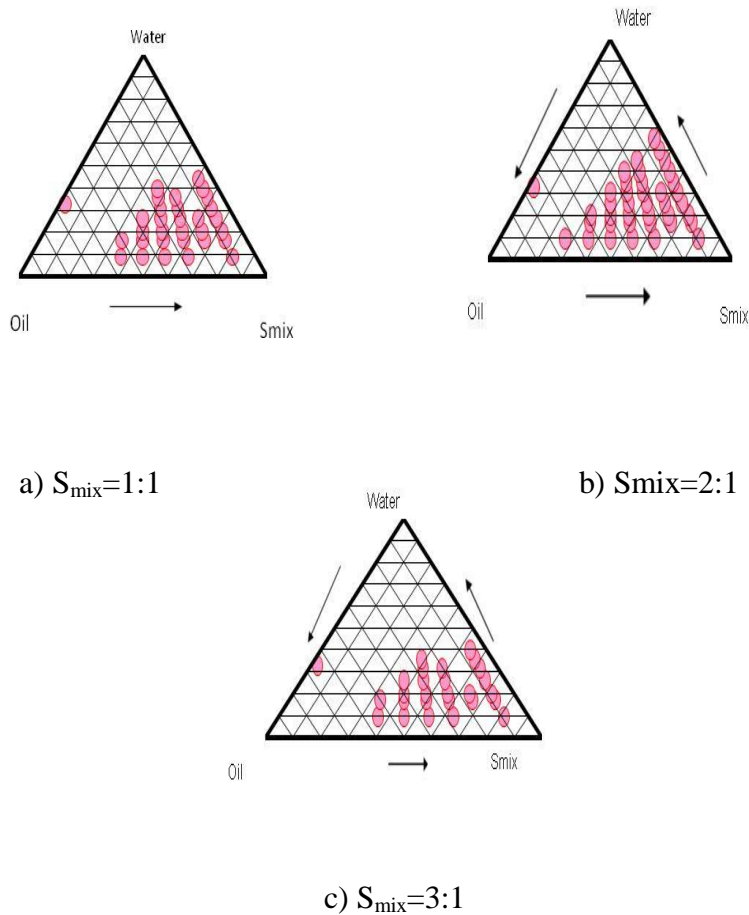 Water
Oil
Smix
Water
Oil
Smix
a) Smix=1:1
b) Smix=2:1
Water
Oil
Smix
c) Smix=3:1